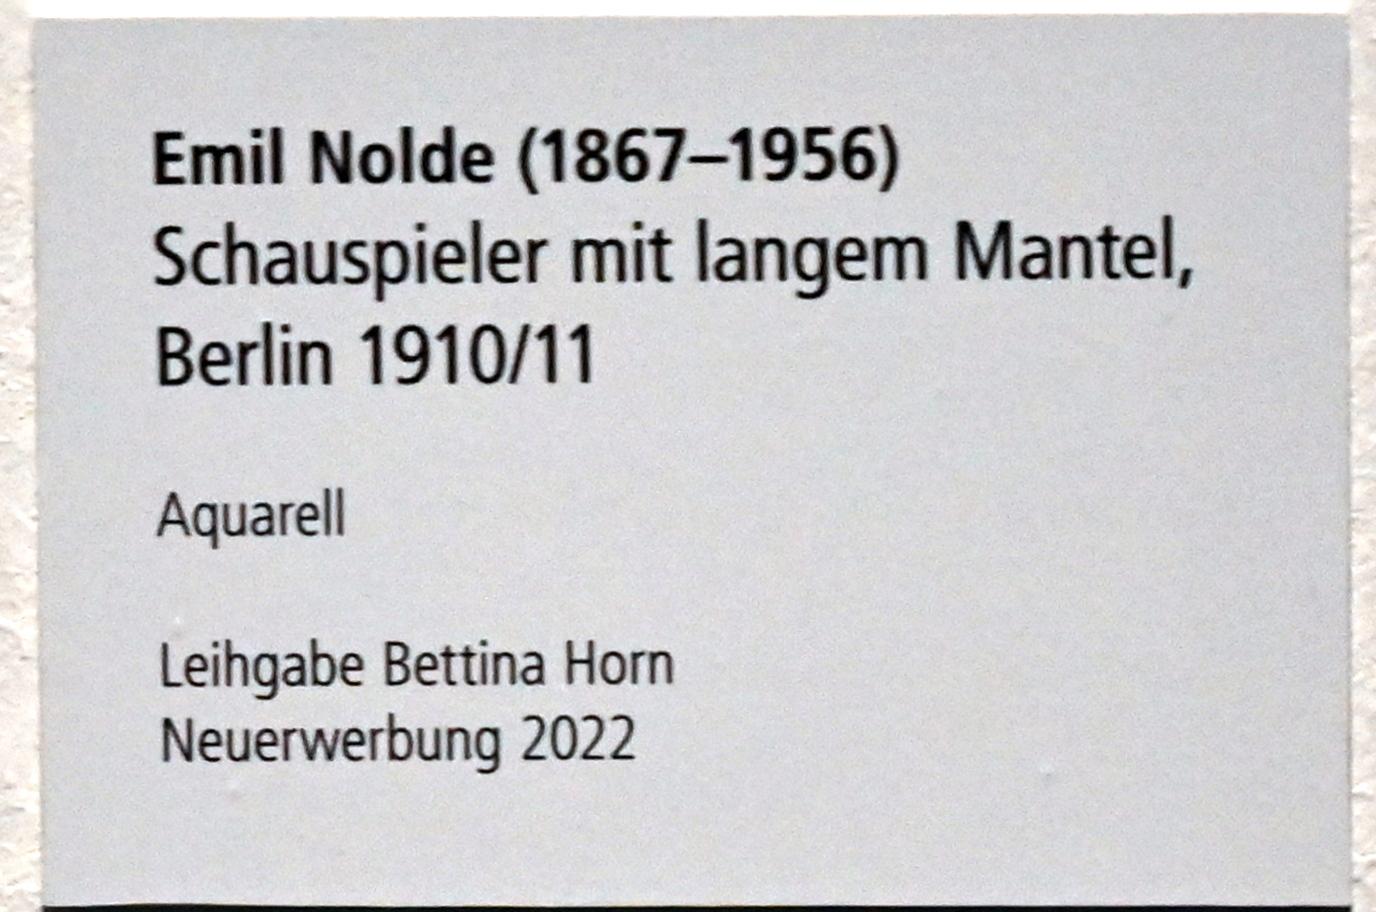 Emil Nolde (1867–1956)
Schauspieler mit langem Mantel,
Berlin 1910/11
Aquarell
Leihgabe Bettina Horn
Neuerwerbung 2022